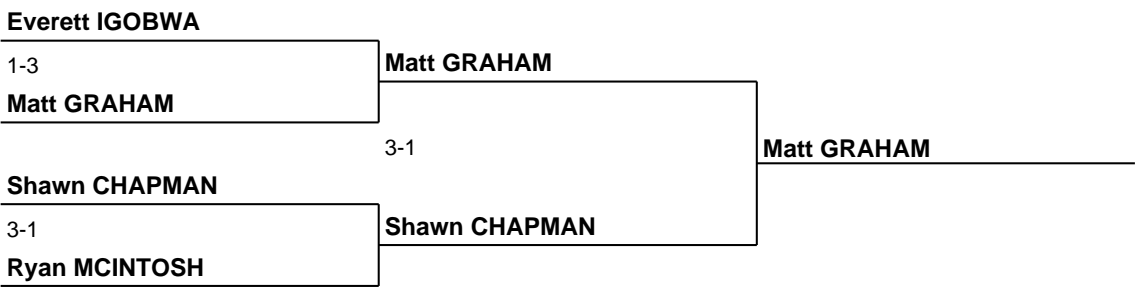 Everett IGOBWA
1-3
Matt GRAHAM
Matt GRAHAM
3-1
Matt GRAHAM
Shawn CHAPMAN
3-1
Shawn CHAPMAN
Ryan MCINTOSH